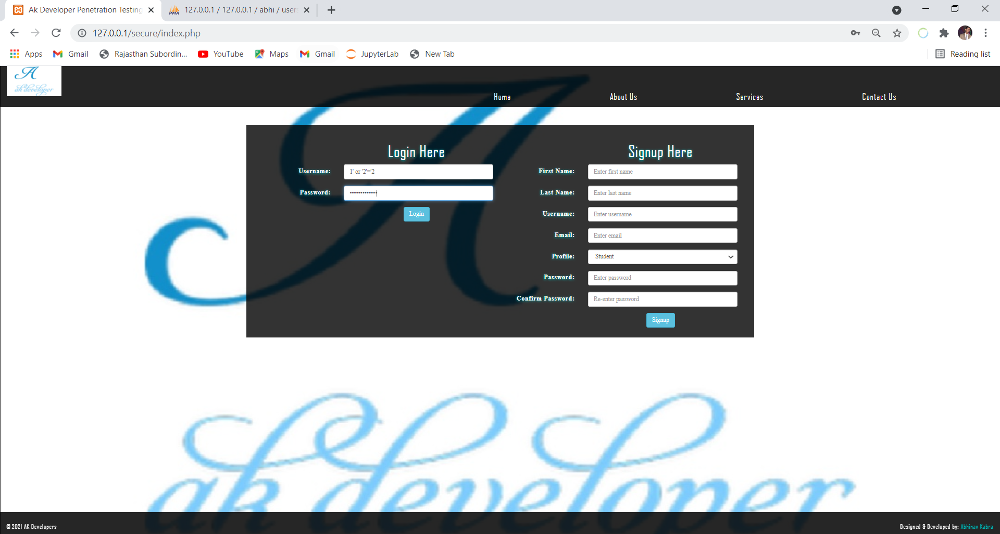 Ak Developer Penetration Testing
127.0.0.1 / 127.0.0.1 / abhi / users
127.0.0.1/secure/index.php
Apps Gmail Rajasthan Subordin... YouTube Maps Gmail JupyterLab New Tab Reading list
A
ak developer
Home About Us Services Contact Us
Login Here
Username: 1' or '2'='2
Password: •••••••••••••
Login
Signup Here
First Name: Enter first name
Last Name: Enter last name
Username: Enter username
Email: Enter email
Profile: Student
Password: Enter password
Confirm Password: Re-enter password
Signup
A
ak developer
© 2021 AK Developers
Designed & Developed by: Abhinav Kabra